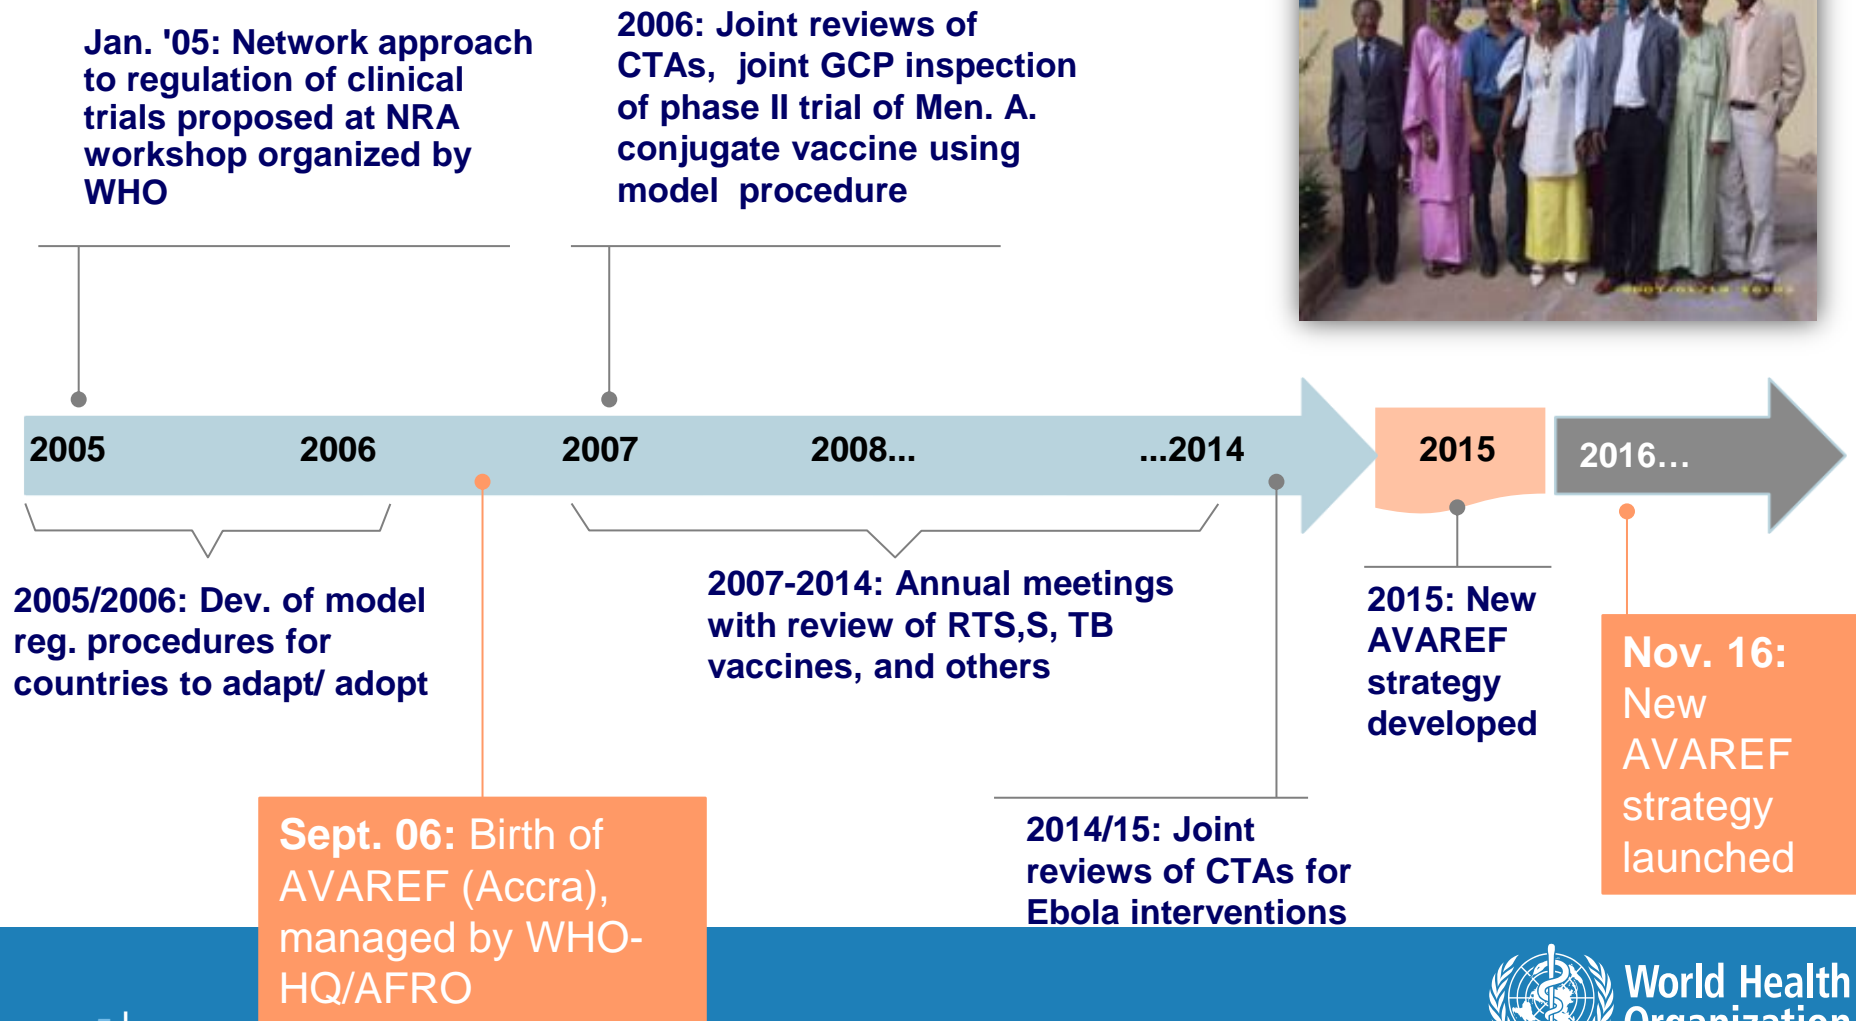 Jan. '05: Network approach
to regulation of clinical
trials proposed at NRA
workshop organized by
WHO
2006: Joint reviews of
CTAs, joint GCP inspection
of phase II trial of Men. A.
conjugate vaccine using
model procedure
2005
2006
2007
2008...
...2014
2015
2016...
2005/2006: Dev. of model
reg. procedures for
countries to adapt/ adopt
2007-2014: Annual meetings
with review of RTS,S, TB
vaccines, and others
2015: New
AVAREF
strategy
developed
Nov. 16:
New
AVAREF
strategy
launched
Sept. 06: Birth of
AVAREF (Accra),
managed by WHO-
HQ/AFRO
2014/15: Joint
reviews of CTAs for
Ebola interventions
World Health
Organization